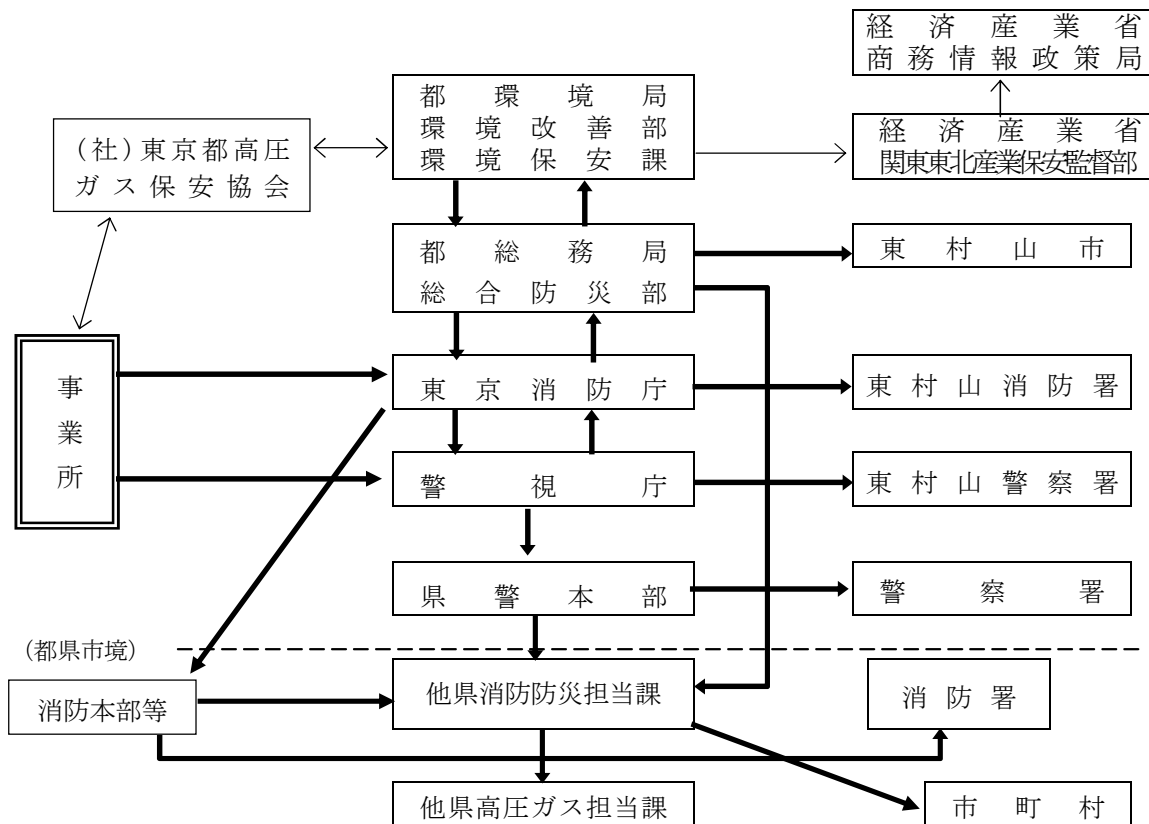 経済産業省
商務情報政策局
都環境局
環境改善部
環境保安課
(社)東京都高圧
ガス保安協会
経済産業省
関東東北産業保安監督部
都総務局
総合防災部
東村山市
事業所
東京消防庁
東村山消防署
警視庁
東村山警察署
県警本部
警察署
(都県市境)
他県消防防災担当課
消防本部等
消防署
他県高圧ガス担当課
市町村